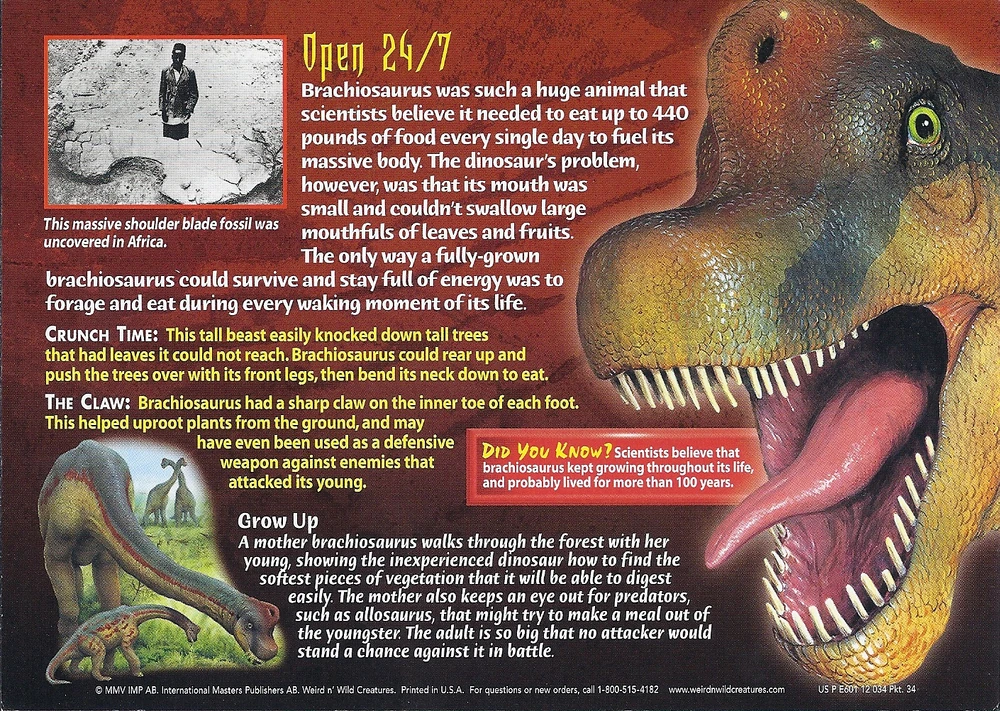 Open 24/7
Brachiosaurus was such a huge animal that
scientists believe it needed to eat up to 440
pounds of food every single day to fuel its
massive body. The dinosaur's problem,
however, was that its mouth was
small and couldn't swallow large
mouthfuls of leaves and fruits.
The only way a fully-grown
brachiosaurus could survive and stay full of energy was to
forage and eat during every waking moment of its life.
This massive shoulder blade fossil was
uncovered in Africa.
CRUNCH TIME: This tall beast easily knocked down tall trees
that had leaves it could not reach. Brachiosaurus could rear up and
push the trees over with its front legs, then bend its neck down to eat.
THE CLAW: Brachiosaurus had a sharp claw on the inner toe of each foot.
This helped uproot plants from the ground, and may
have even been used as a defensive
weapon against enemies that
attacked its young.
DID YOU KNOW? Scientists believe that
brachiosaurus kept growing throughout its life,
and probably lived for more than 100 years.
Grow Up
A mother brachiosaurus walks through the forest with her
young, showing the inexperienced dinosaur how to find the
softest pieces of vegetation that it will be able to digest
easily. The mother also keeps an eye out for predators,
such as allosaurus, that might try to make a meal out of
the youngster. The adult is so big that no attacker would
stand a chance against it in battle.
© MMV IMP AB. International Masters Publishers AB. Weird n' Wild Creatures. Printed in U.S.A. For questions or new orders, call 1-800-515-4182 www.weirdnwildcreatures.com US P E601 12 034 Pkt. 34